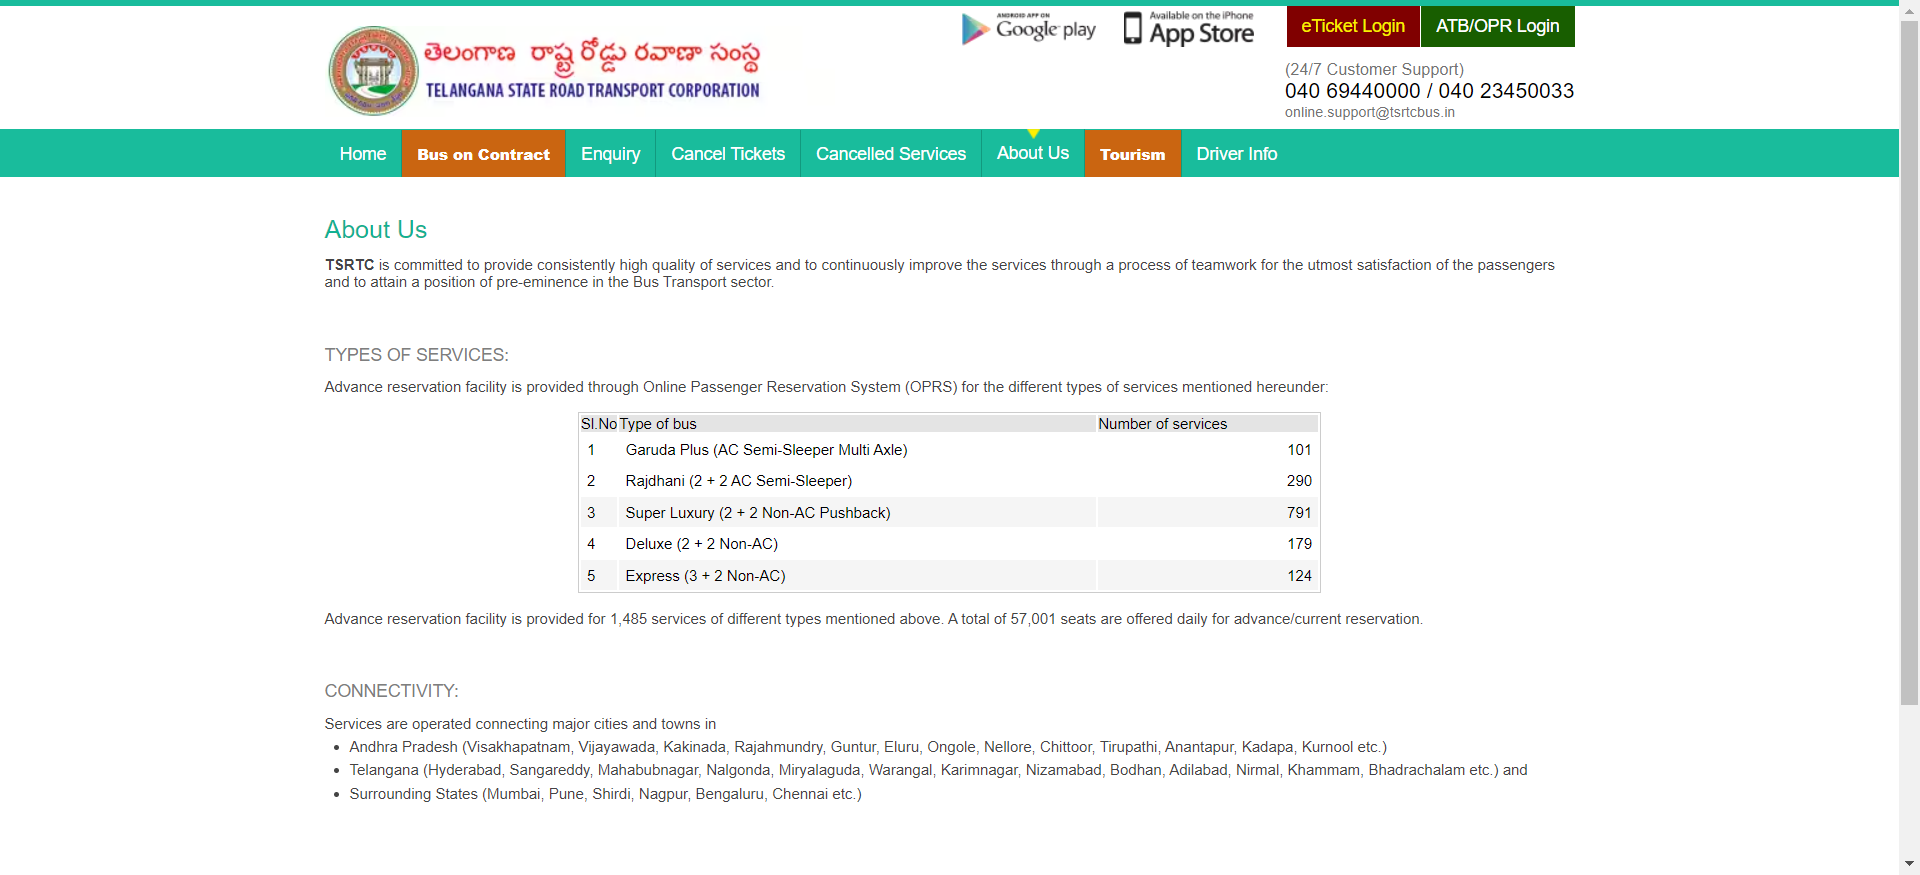 ANDROID APP ON
Google play
Available on the iPhone
App Store
eTicket Login
ATB/OPR Login
తెలంగాణ రాష్ట్ర రోడ్డు రవాణా సంస్థ
TELANGANA STATE ROAD TRANSPORT CORPORATION
(24/7 Customer Support)
040 69440000 / 040 23450033
online.support@tsrtcbus.in
Home
Bus on Contract
Enquiry
Cancel Tickets
Cancelled Services
About Us
Tourism
Driver Info
About Us
TSRTC is committed to provide consistently high quality of services and to continuously improve the services through a process of teamwork for the utmost satisfaction of the passengers
and to attain a position of pre-eminence in the Bus Transport sector.
TYPES OF SERVICES:
Advance reservation facility is provided through Online Passenger Reservation System (OPRS) for the different types of services mentioned hereunder:
Sl.No Type of bus Number of services
1 Garuda Plus (AC Semi-Sleeper Multi Axle) 101
2 Rajdhani (2 + 2 AC Semi-Sleeper) 290
3 Super Luxury (2 + 2 Non-AC Pushback) 791
4 Deluxe (2 + 2 Non-AC) 179
5 Express (3 + 2 Non-AC) 124
Advance reservation facility is provided for 1,485 services of different types mentioned above. A total of 57,001 seats are offered daily for advance/current reservation.
CONNECTIVITY:
Services are operated connecting major cities and towns in
• Andhra Pradesh (Visakhapatnam, Vijayawada, Kakinada, Rajahmundry, Guntur, Eluru, Ongole, Nellore, Chittoor, Tirupathi, Anantapur, Kadapa, Kurnool etc.)
• Telangana (Hyderabad, Sangareddy, Mahabubnagar, Nalgonda, Miryalaguda, Warangal, Karimnagar, Nizamabad, Bodhan, Adilabad, Nirmal, Khammam, Bhadrachalam etc.) and
• Surrounding States (Mumbai, Pune, Shirdi, Nagpur, Bengaluru, Chennai etc.)